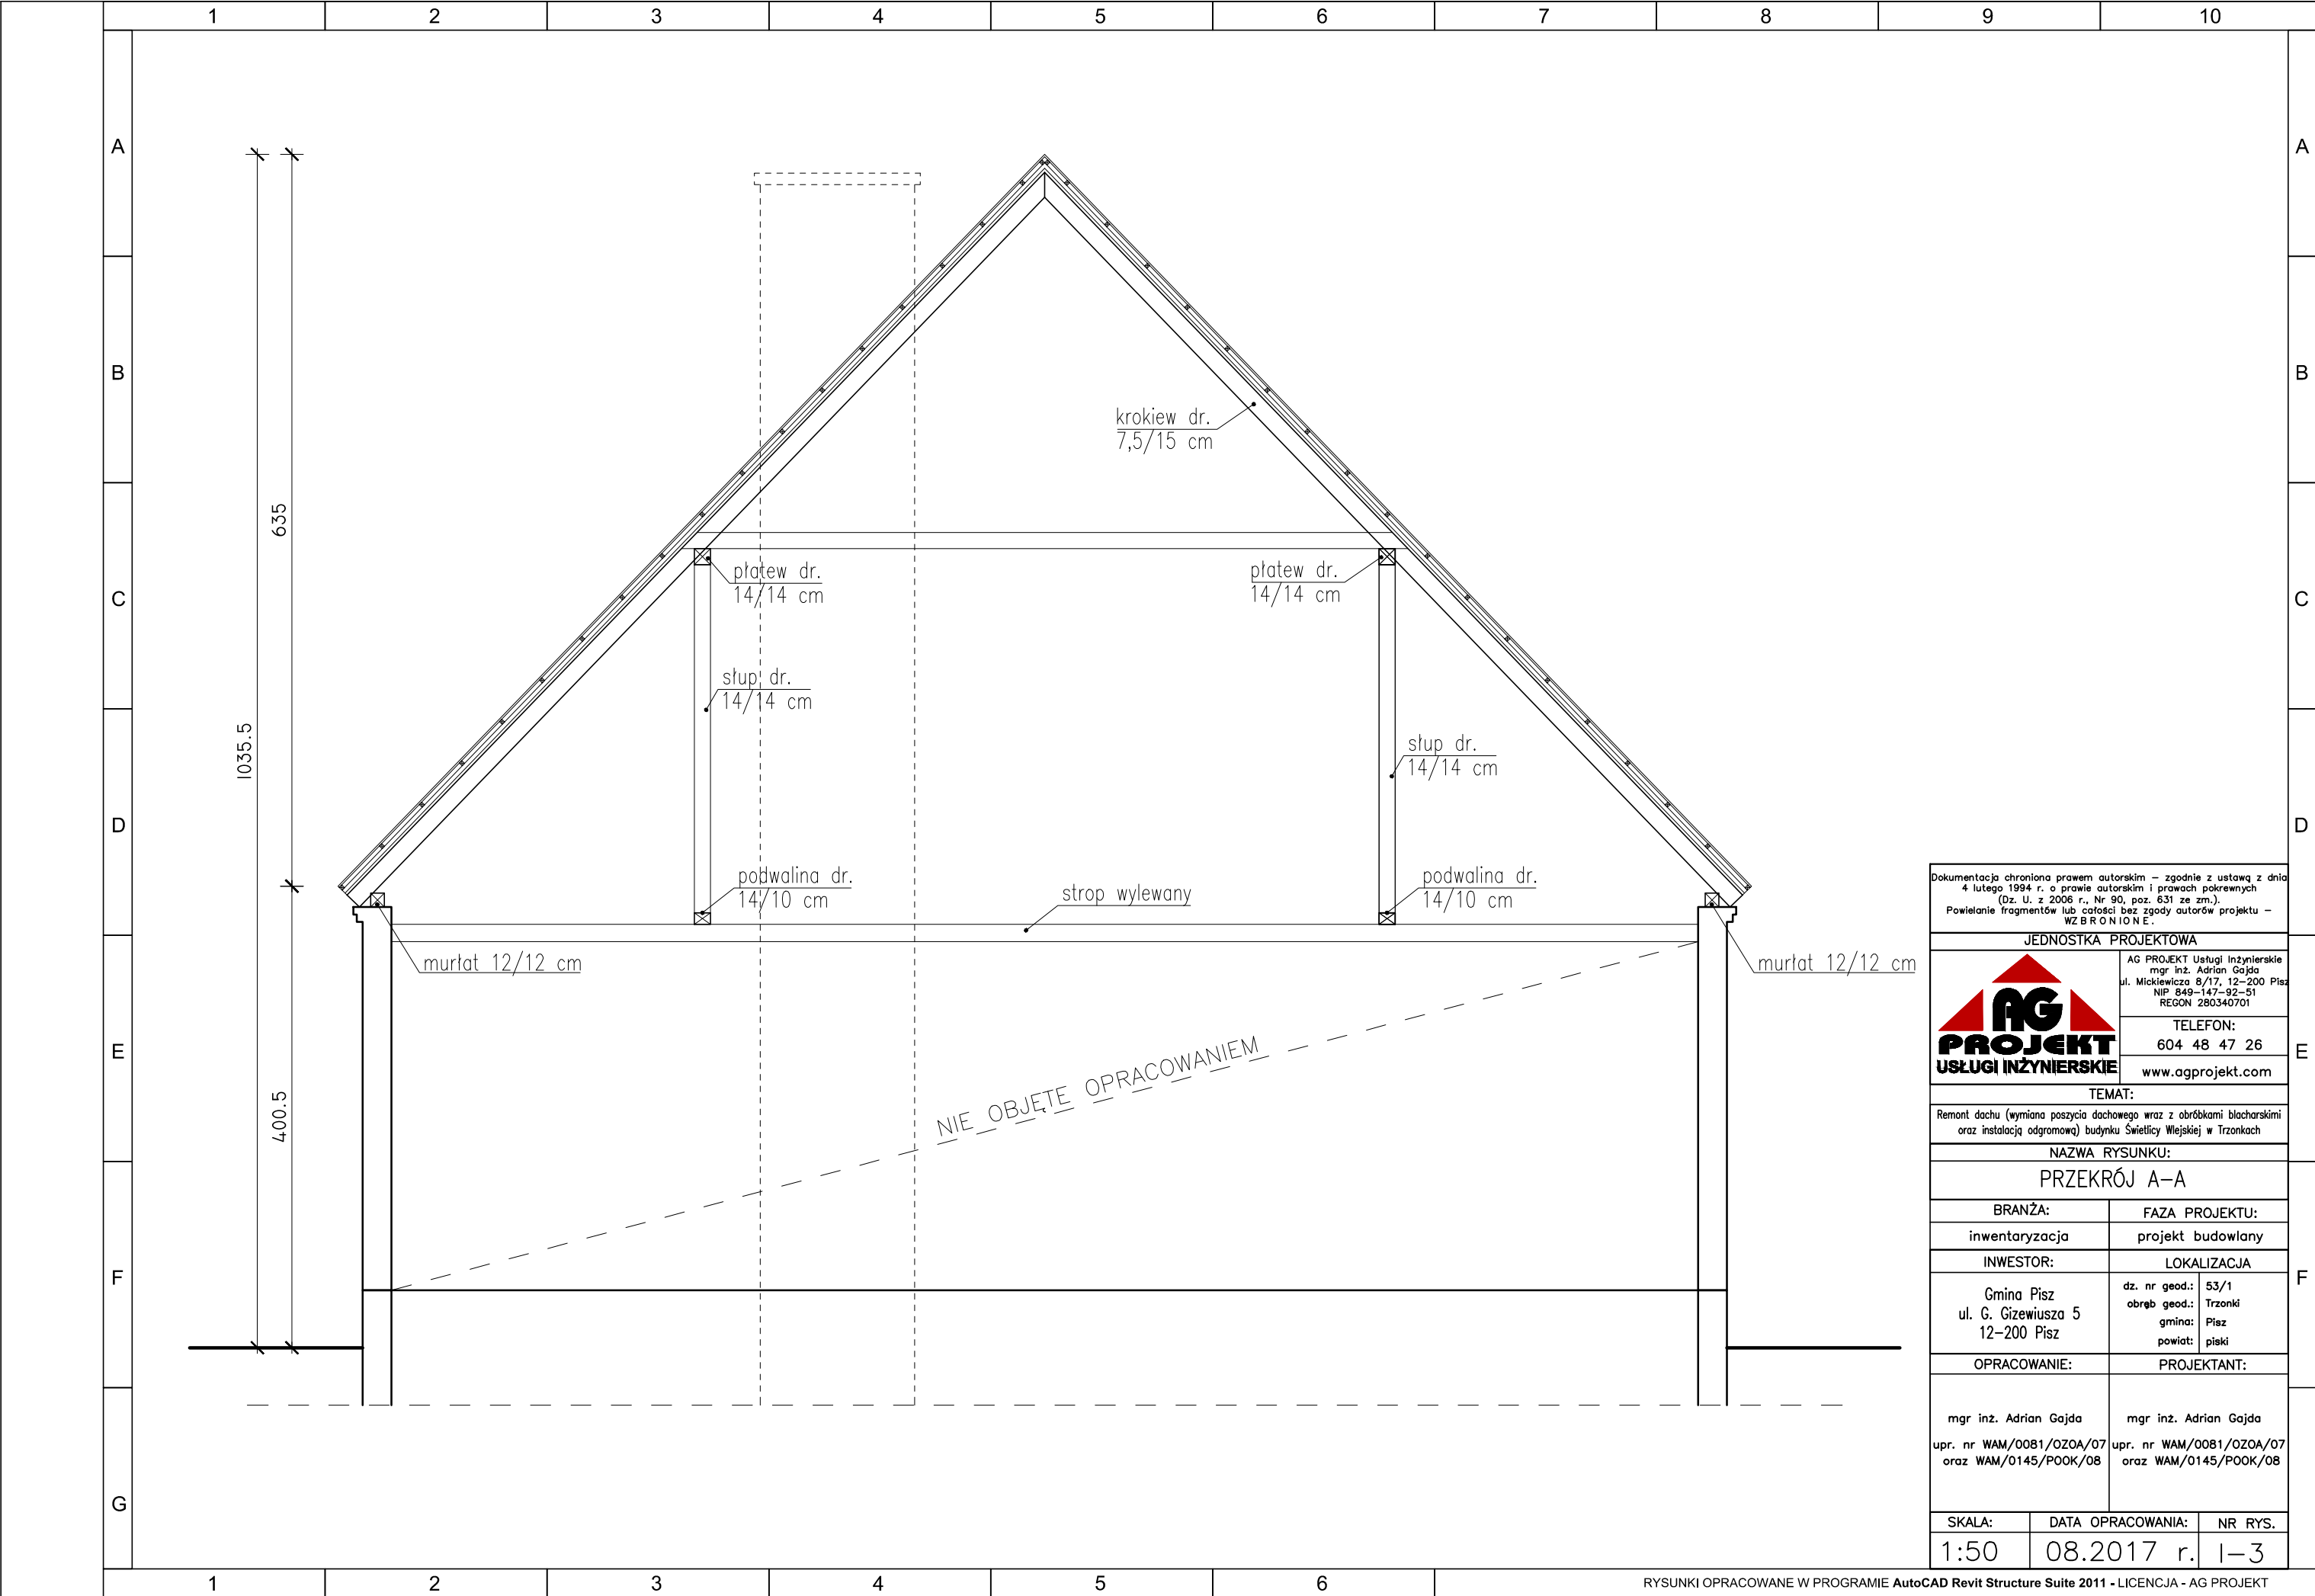 1 2 3 4 5 6 7 8 9 10
A A
B B
C C
D D
E E
F F
G
635
1035.5
400.5
krokiew dr.
7,5/15 cm
płatew dr.
14/14 cm
płatew dr.
14/14 cm
słup dr.
14/14 cm
słup dr.
14/14 cm
podwalina dr.
14/10 cm
strop wylewany
podwalina dr.
14/10 cm
murłat 12/12 cm
murłat 12/12 cm
NIE OBJĘTE OPRACOWANIEM
Dokumentacja chroniona prawem autorskim – zgodnie z ustawą z dnia
4 lutego 1994 r. o prawie autorskim i prawach pokrewnych
(Dz. U. z 2006 r., Nr 90, poz. 631 ze zm.).
Powielanie fragmentów lub całości bez zgody autorów projektu –
WZBRONIONE.
JEDNOSTKA PROJEKTOWA
AG
PROJEKT
USŁUGI INŻYNIERSKIE
AG PROJEKT Usługi Inżynierskie
mgr inż. Adrian Gajda
ul. Mickiewicza 8/17, 12–200 Pisz
NIP 849–147–92–51
REGON 280340701
TELEFON:
604 48 47 26
www.agprojekt.com
TEMAT:
Remont dachu (wymiana poszycia dachowego wraz z obróbkami blacharskimi
oraz instalacją odgromową) budynku Świetlicy Wiejskiej w Trzonkach
NAZWA RYSUNKU:
PRZEKRÓJ A–A
BRANŻA: FAZA PROJEKTU:
inwentaryzacja projekt budowlany
INWESTOR: LOKALIZACJA
Gmina Pisz
ul. G. Gizewiusza 5
12–200 Pisz
dz. nr geod.: 53/1
obręb geod.: Trzonki
gmina: Pisz
powiat: piski
OPRACOWANIE: PROJEKTANT:
mgr inż. Adrian Gajda mgr inż. Adrian Gajda
upr. nr WAM/0081/OZOA/07 upr. nr WAM/0081/OZOA/07
oraz WAM/0145/POOK/08 oraz WAM/0145/POOK/08
SKALA: DATA OPRACOWANIA: NR RYS.
1:50 08.2017 r. I–3
1 2 3 4 5 6
RYSUNKI OPRACOWANE W PROGRAMIE AutoCAD Revit Structure Suite 2011 - LICENCJA - AG PROJEKT